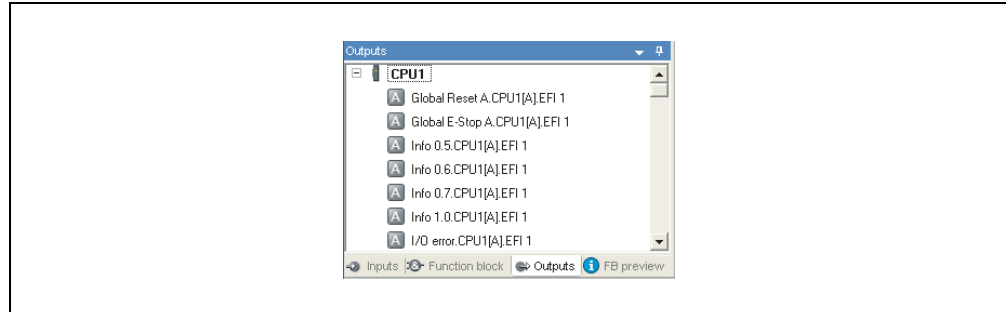 Outputs
CPU1
Global Reset A.CPU1[A].EFI 1
Global E-Stop A.CPU1[A].EFI 1
Info 0.5.CPU1[A].EFI 1
Info 0.6.CPU1[A].EFI 1
Info 0.7.CPU1[A].EFI 1
Info 1.0.CPU1[A].EFI 1
I/O error.CPU1[A].EFI 1
Inputs Function block Outputs FB preview